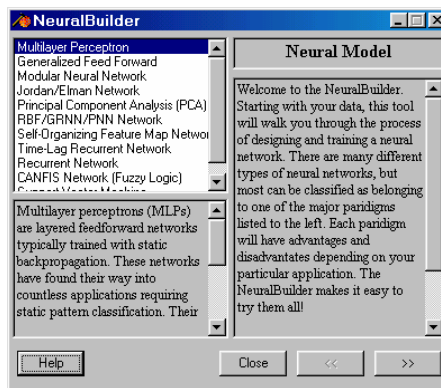 NeuralBuilder
Multilayer Perceptron
Generalized Feed Forward
Modular Neural Network
Jordan/Elman Network
Principal Component Analysis (PCA)
RBF/GRNN/PNN Network
Self-Organizing Feature Map Networ
Time-Lag Recurrent Network
Recurrent Network
CANFIS Network (Fuzzy Logic)
Support Vector Machine
Multilayer perceptrons (MLPs)
are layered feedforward networks
typically trained with static
backpropagation. These networks
have found their way into
countless applications requiring
static pattern classification. Their
Neural Model
Welcome to the NeuralBuilder.
Starting with your data, this tool
will walk you through the process
of designing and training a neural
network. There are many different
types of neural networks, but
most can be classified as belonging
to one of the major paridigms
listed to the left. Each paridigm
will have advantages and
disadvantates depending on your
particular application. The
NeuralBuilder makes it easy to
try them all!
Help
Close
<<
>>